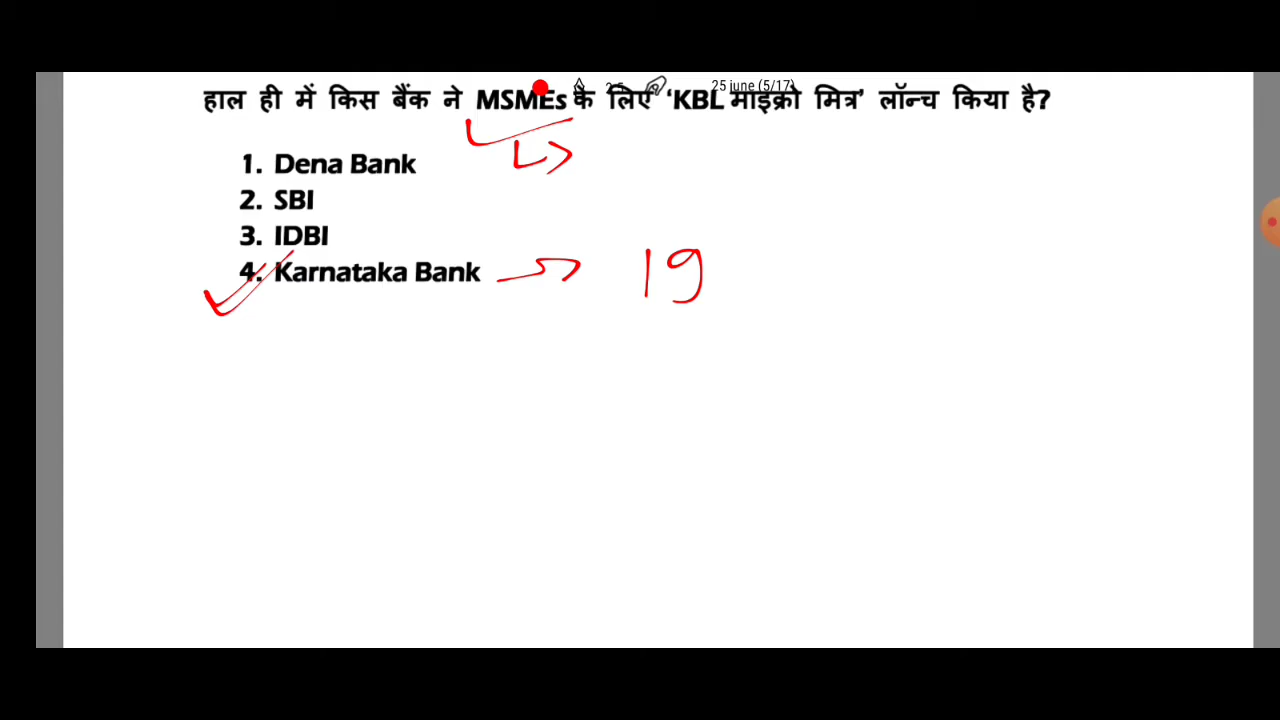 25 june (5/17)
हाल ही में किस बैंक ने MSMEs के लिए ‘KBL माइक्रो मित्र’ लॉन्च किया है?
1. Dena Bank
2. SBI
3. IDBI
4. Karnataka Bank 19